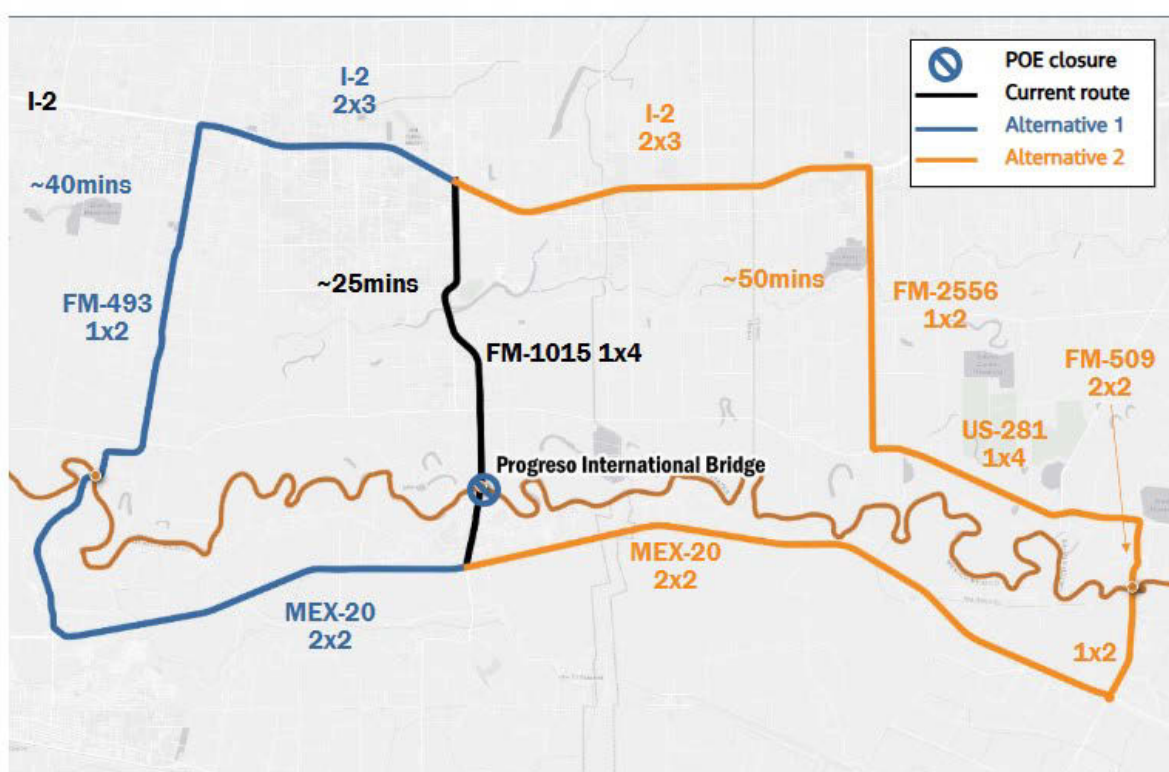 POE closure
Current route
Alternative 1
Alternative 2
I-2
I-2
2x3
I-2
2x3
~40mins
~25mins
~50mins
FM-493
1x2
FM-2556
1x2
FM-1015 1x4
FM-509
2x2
US-281
1x4
Progreso International Bridge
MEX-20
2x2
MEX-20
2x2
1x2